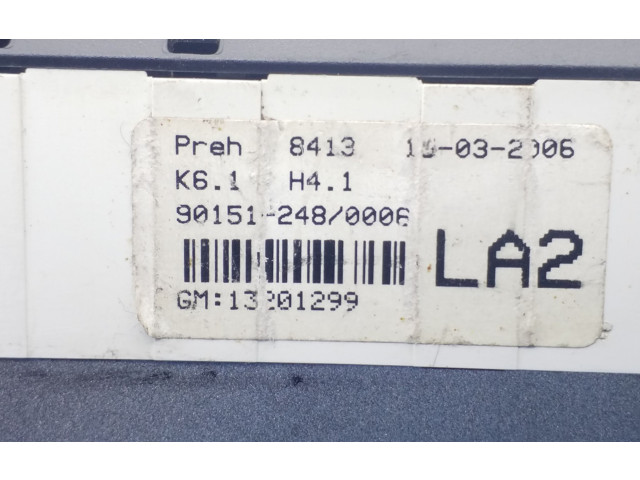 Preh 8413 15-03-2006
K6.1 H4.1
90151-248/0006
LA2
GM:13201299